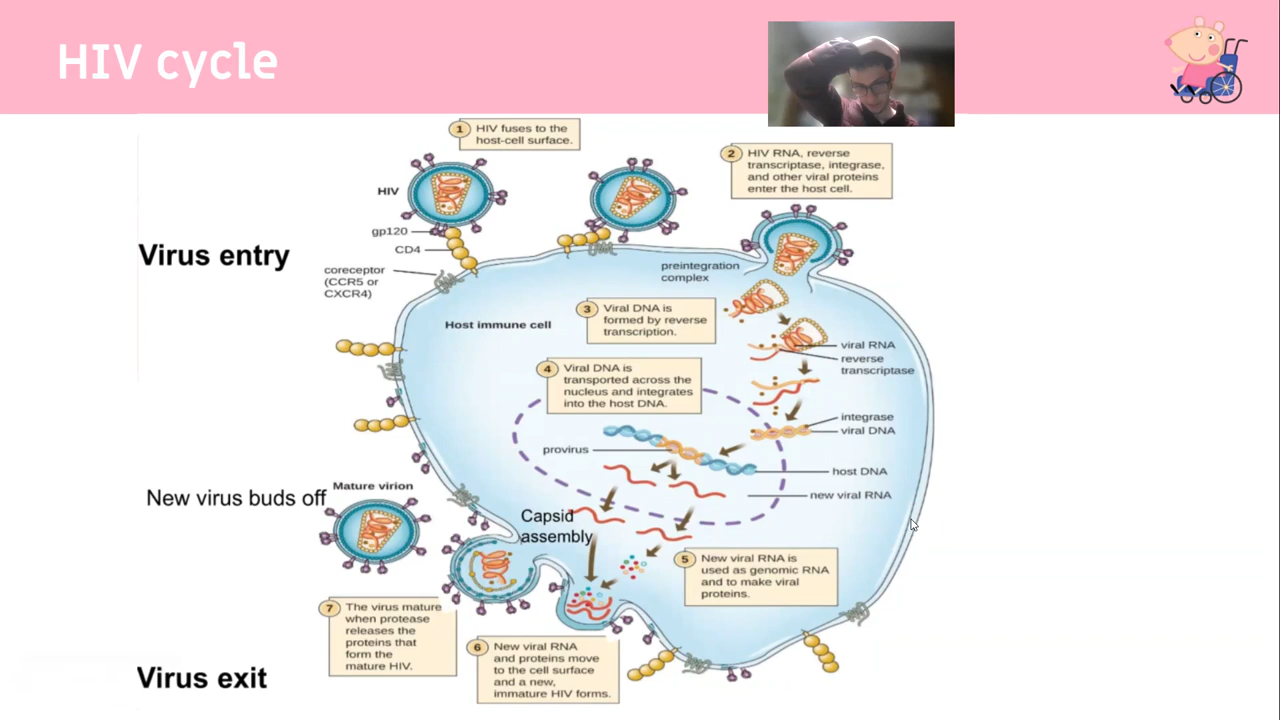 HIV cycle
1 HIV fuses to the
host-cell surface.
2 HIV RNA, reverse
transcriptase, integrase,
and other viral proteins
enter the host cell.
HIV
gp120
CD4
Virus entry
coreceptor
(CCR5 or
CXCR4)
preintegration
complex
Host immune cell
3 Viral DNA is
formed by reverse
transcription.
viral RNA
reverse
transcriptase
4 Viral DNA is
transported across the
nucleus and integrates
into the host DNA.
integrase
viral DNA
provirus
host DNA
new viral RNA
Mature virion
New virus buds off
Capsid
assembly
5 New viral RNA is
used as genomic RNA
and to make viral
proteins.
7 The virus mature
when protease
releases the
proteins that
form the
mature HIV.
6 New viral RNA
and proteins move
to the cell surface
and a new,
immature HIV forms.
Virus exit